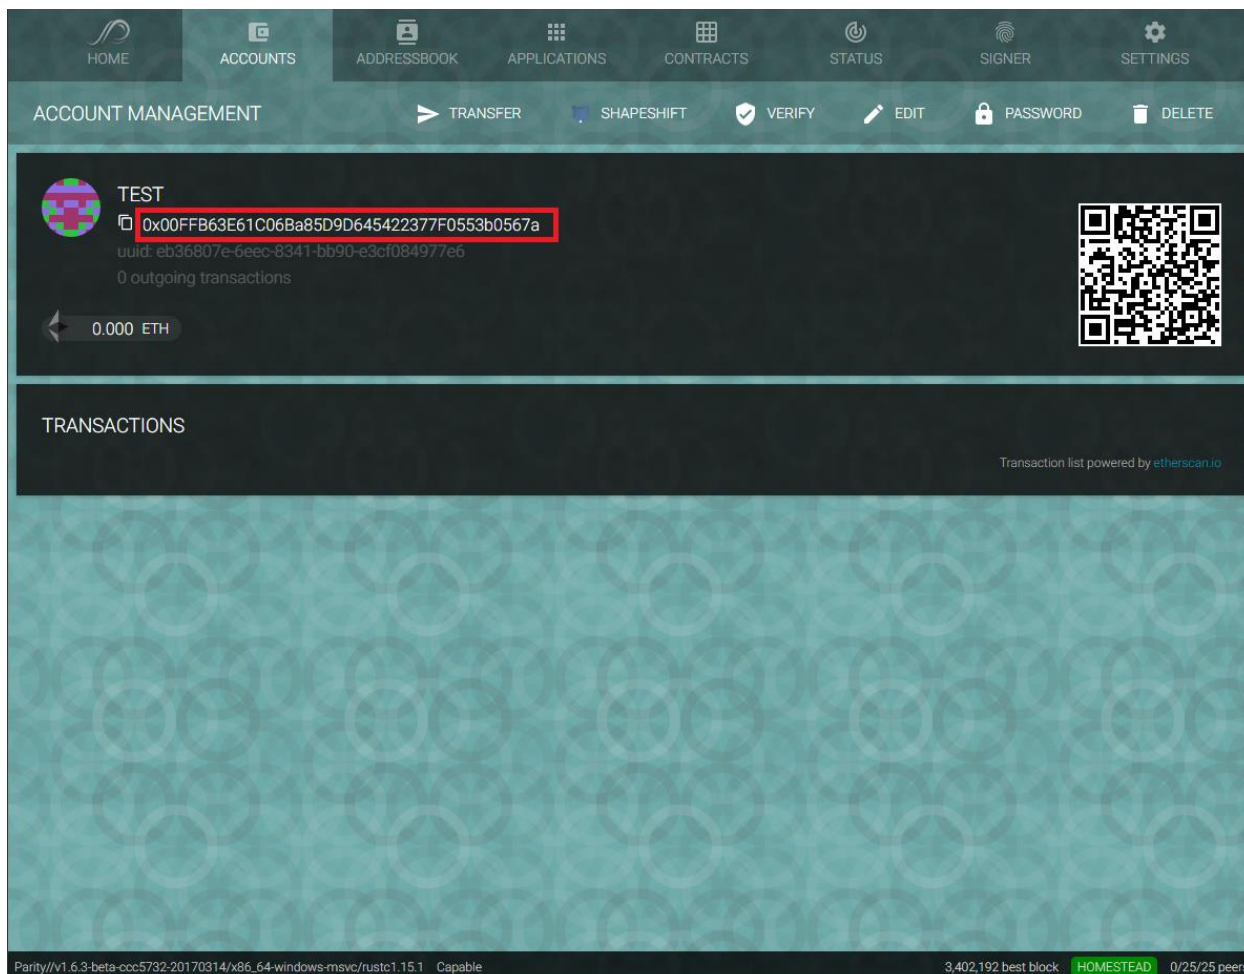 HOME ACCOUNTS ADDRESSBOOK APPLICATIONS CONTRACTS STATUS SIGNER SETTINGS
ACCOUNT MANAGEMENT TRANSFER SHAPESHIFT VERIFY EDIT PASSWORD DELETE
TEST
0x00FFB63E61C06Ba85D9D645422377F0553b0567a
uuid: eb36807e-6eec-8341-bb90-e3cf084977e6
0 outgoing transactions
0.000 ETH
TRANSACTIONS
Transaction list powered by etherscan.io
Parity//v1.6.3-beta-ccc5732-20170314/x86_64-windows-msvc/rustc1.15.1 Capable 3,402,192 best block HOMESTEAD 0/25/25 peers